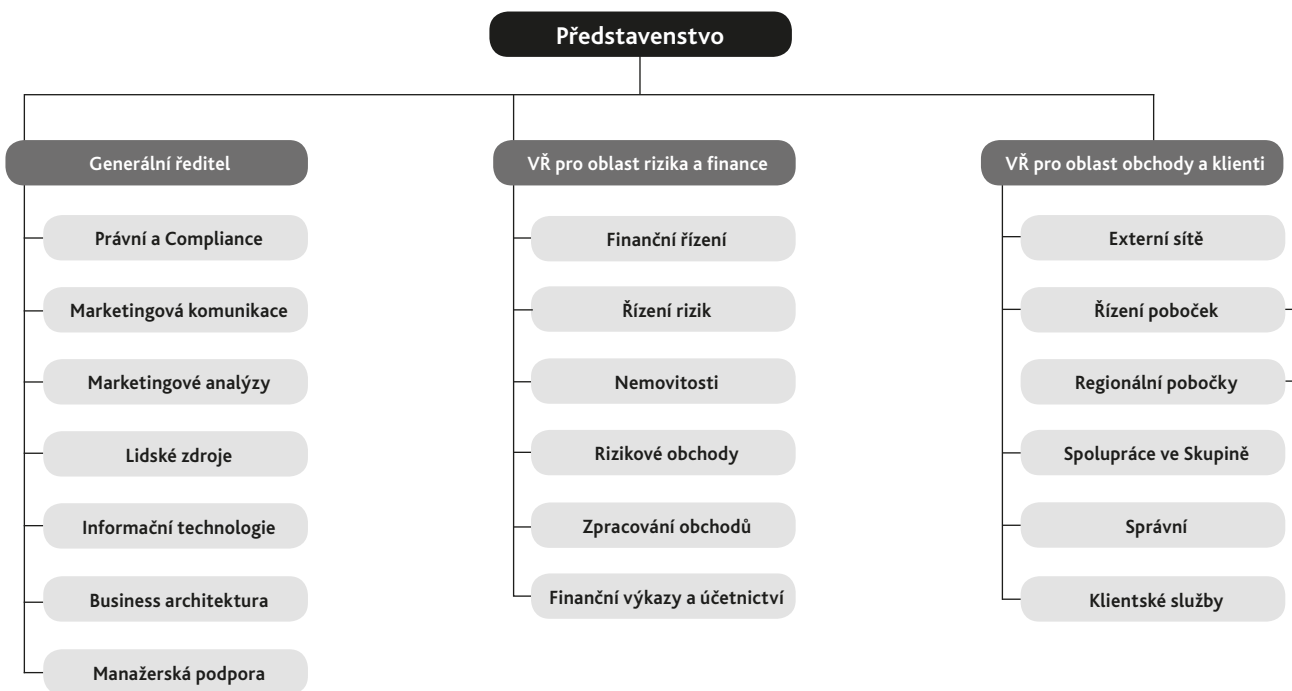 Představenstvo
Generální ředitel
Právní a Compliance
Marketingová komunikace
Marketingové analýzy
Lidské zdroje
Informační technologie
Business architektura
Manažerská podpora
VŘ pro oblast rizika a finance
Finanční řízení
Řízení rizik
Nemovitosti
Rizikové obchody
Zpracování obchodů
Finanční výkazy a účetnictví
VŘ pro oblast obchody a klienti
Externí sítě
Řízení poboček
Regionální pobočky
Spolupráce ve Skupině
Správní
Klientské služby